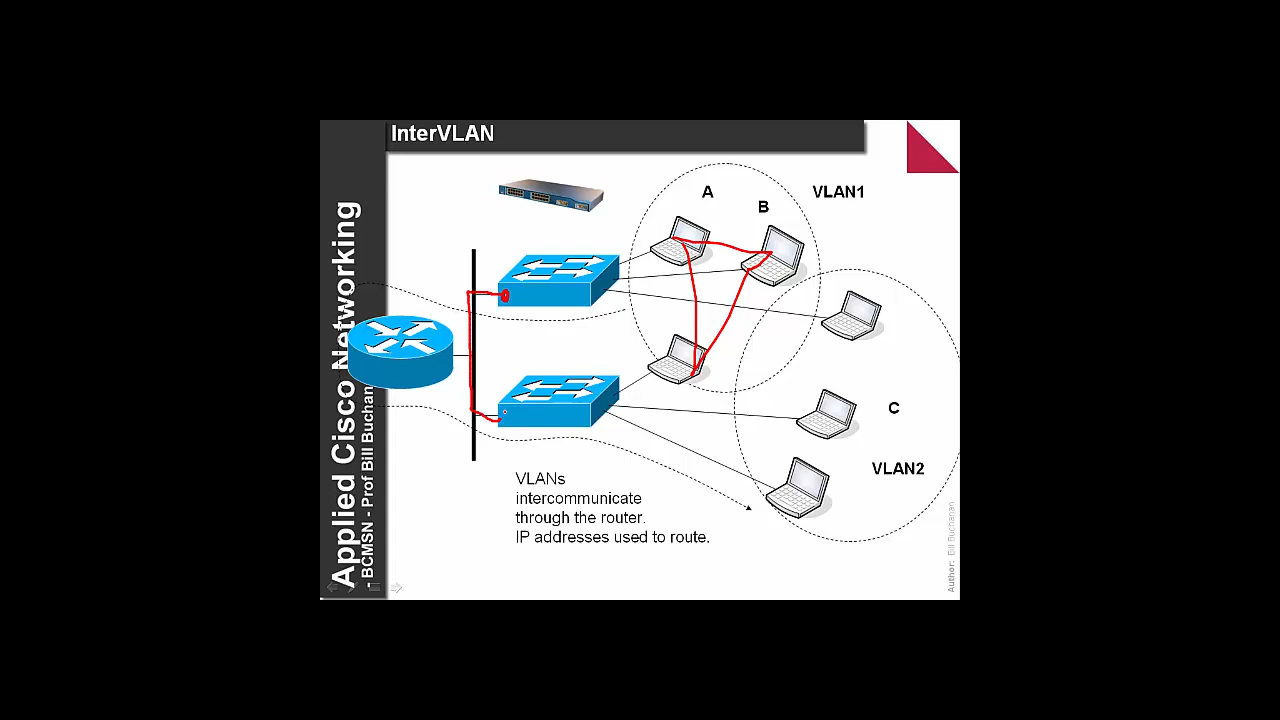 InterVLAN
A
B
VLAN1
C
VLAN2
VLANs
intercommunicate
through the router.
IP addresses used to route.
Applied Cisco Networking
- BCMSN - Prof Bill Buchan
Author: Bill Buchanan